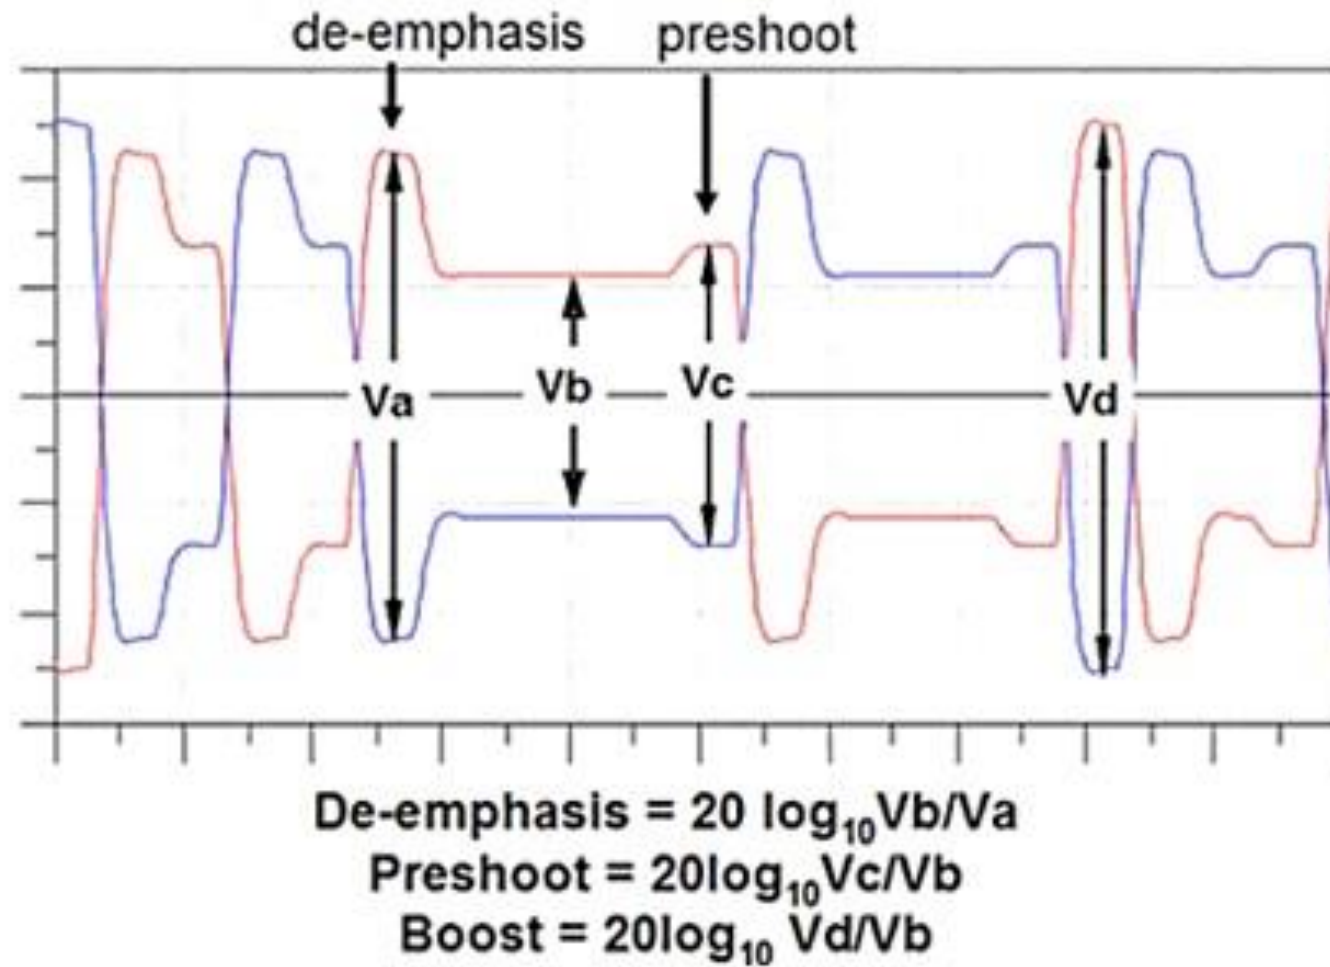 de-emphasis preshoot
Va Vb Vc Vd
De-emphasis = 20 log₁₀Vb/Va
Preshoot = 20log₁₀Vc/Vb
Boost = 20log₁₀ Vd/Vb